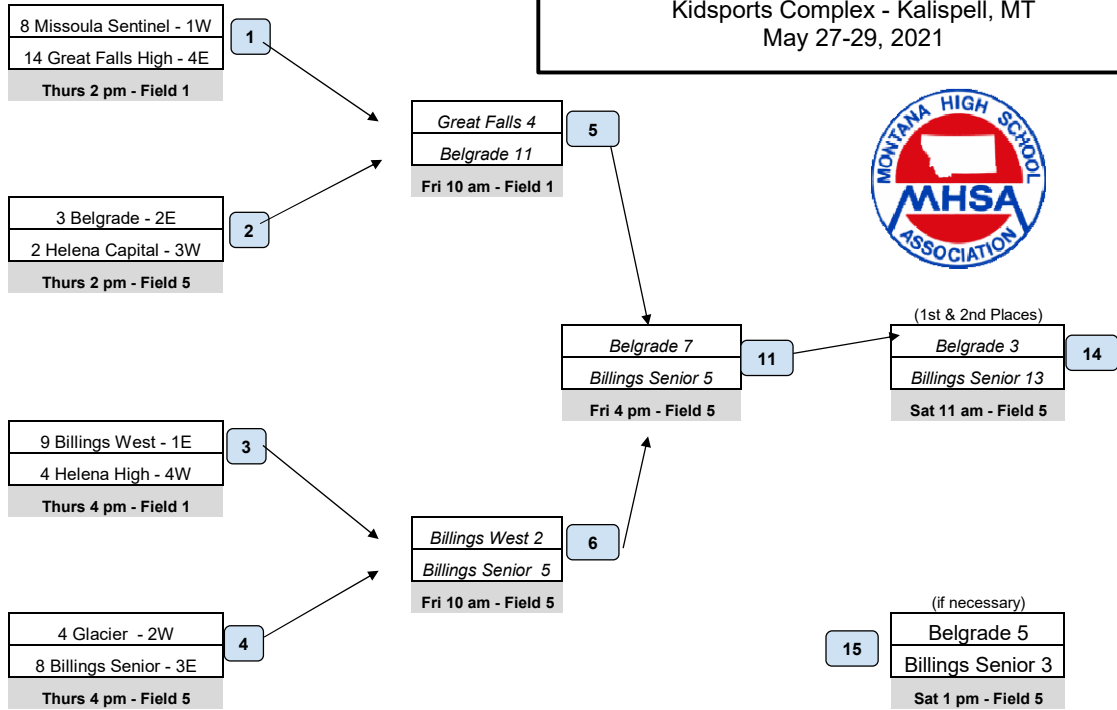 Kidsports Complex - Kalispell, MT
May 27-29, 2021
MONTANA HIGH SCHOOL
MHSA
ASSOCIATION
8 Missoula Sentinel - 1W
14 Great Falls High - 4E
Thurs 2 pm - Field 1
1
Great Falls 4
Belgrade 11
Fri 10 am - Field 1
5
3 Belgrade - 2E
2 Helena Capital - 3W
Thurs 2 pm - Field 5
2
Belgrade 7
Billings Senior 5
Fri 4 pm - Field 5
11
(1st & 2nd Places)
Belgrade 3
Billings Senior 13
Sat 11 am - Field 5
14
9 Billings West - 1E
4 Helena High - 4W
Thurs 4 pm - Field 1
3
Billings West 2
Billings Senior 5
Fri 10 am - Field 5
6
4 Glacier - 2W
8 Billings Senior - 3E
Thurs 4 pm - Field 5
4
(if necessary)
15
Belgrade 5
Billings Senior 3
Sat 1 pm - Field 5